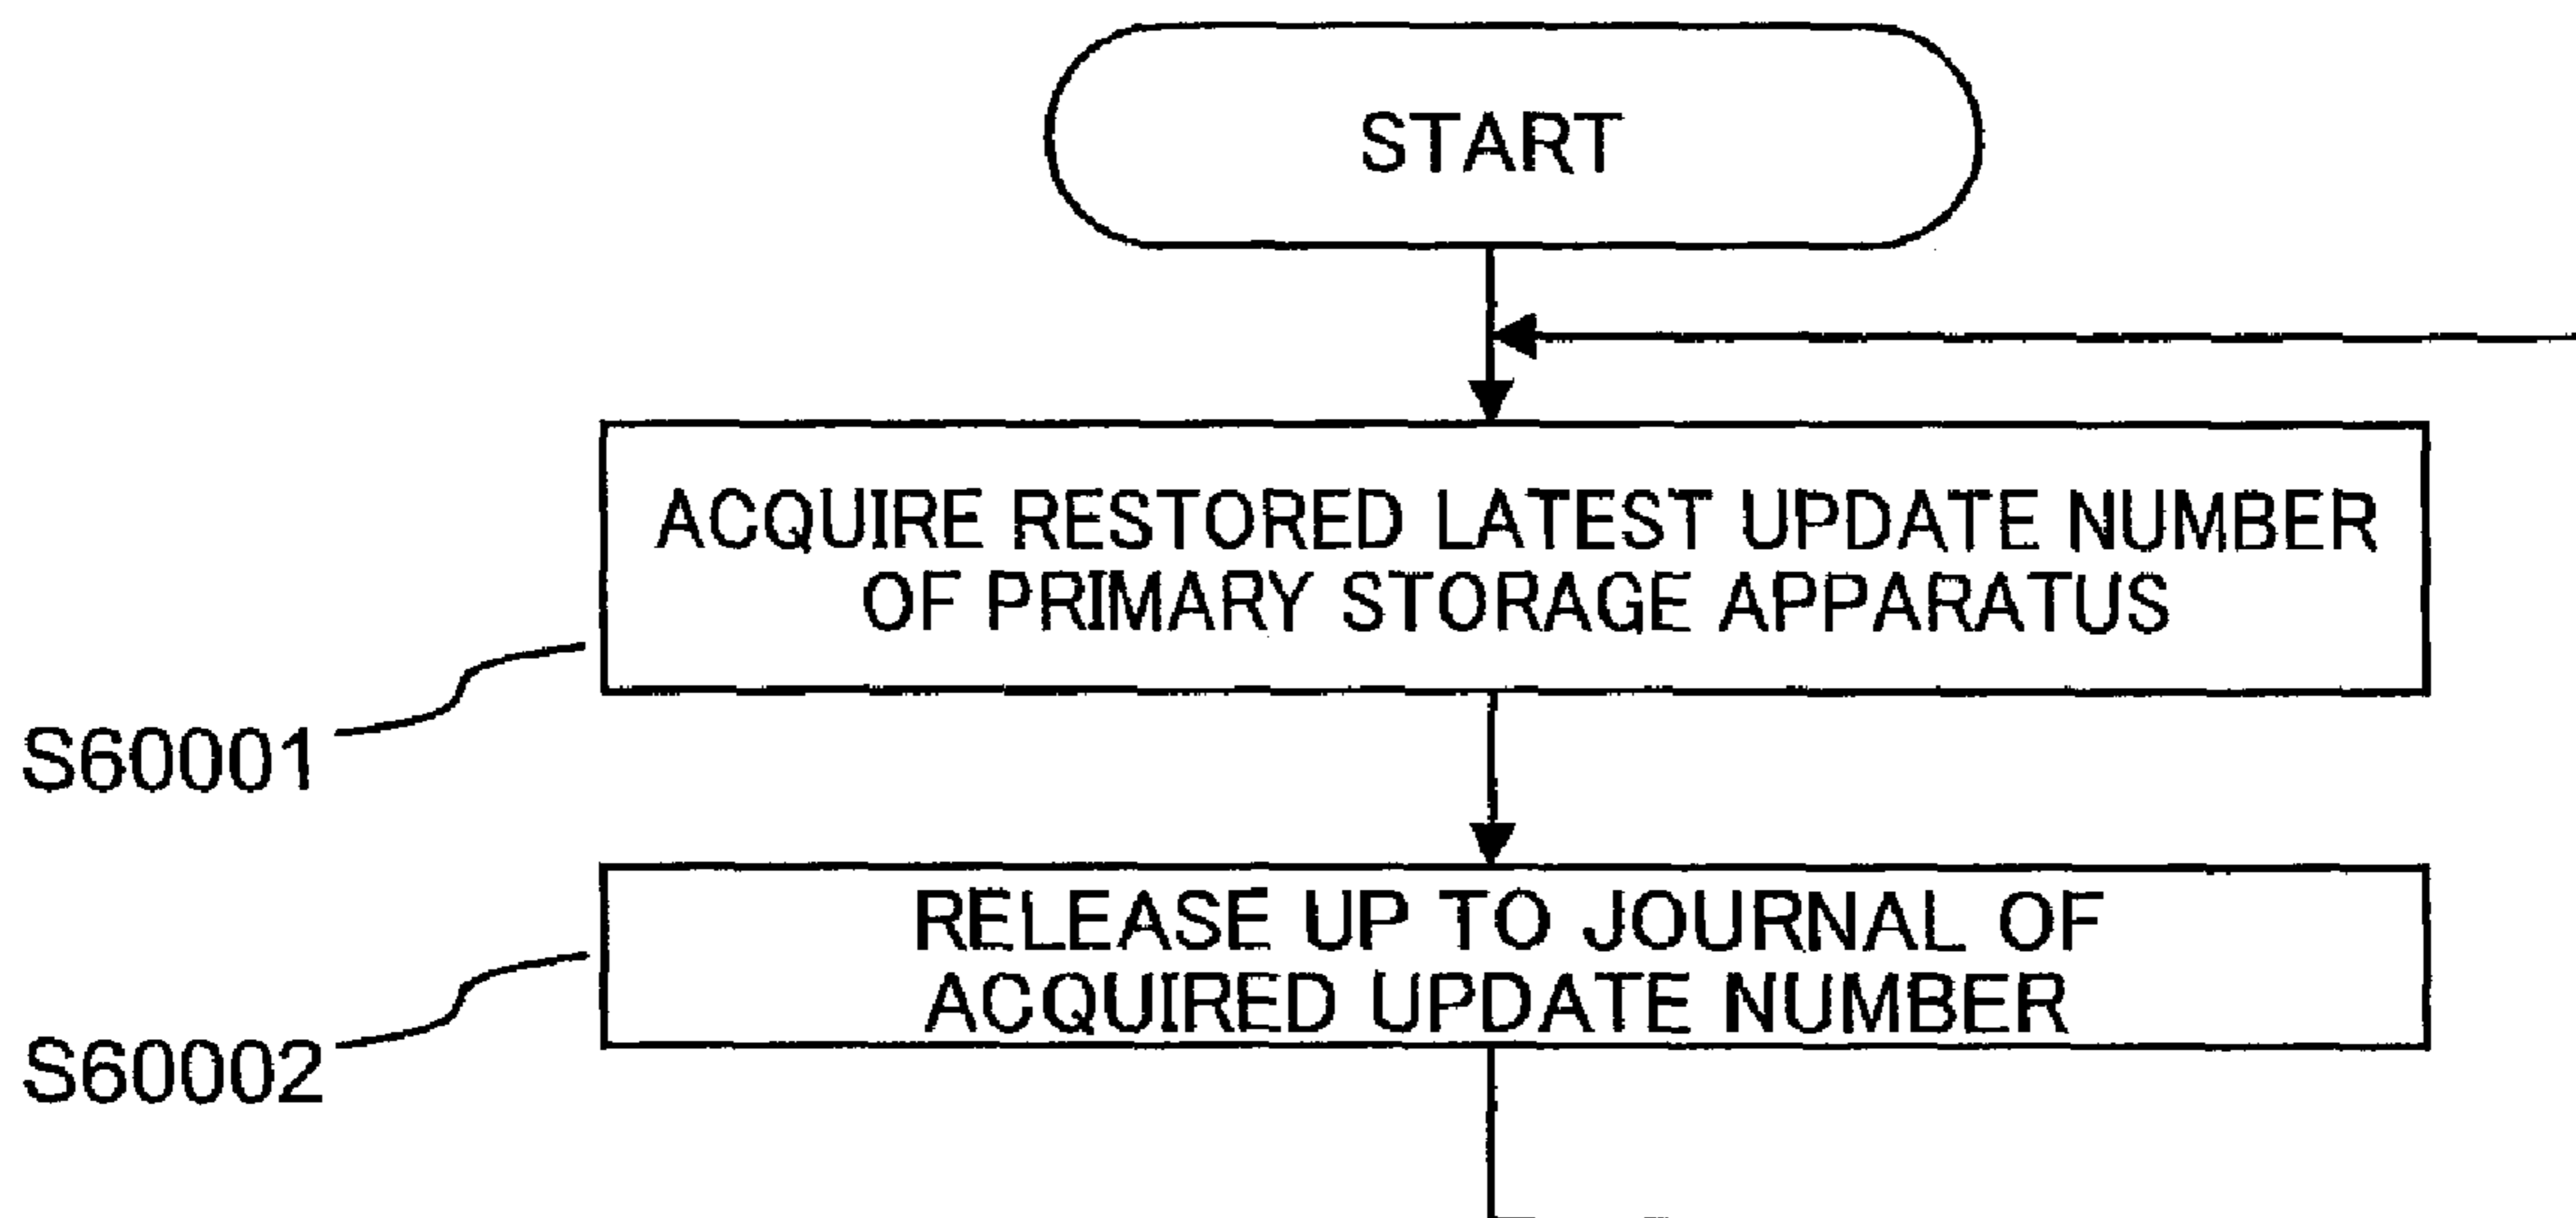 START
ACQUIRE RESTORED LATEST UPDATE NUMBER
OF PRIMARY STORAGE APPARATUS
S60001
RELEASE UP TO JOURNAL OF
ACQUIRED UPDATE NUMBER
S60002